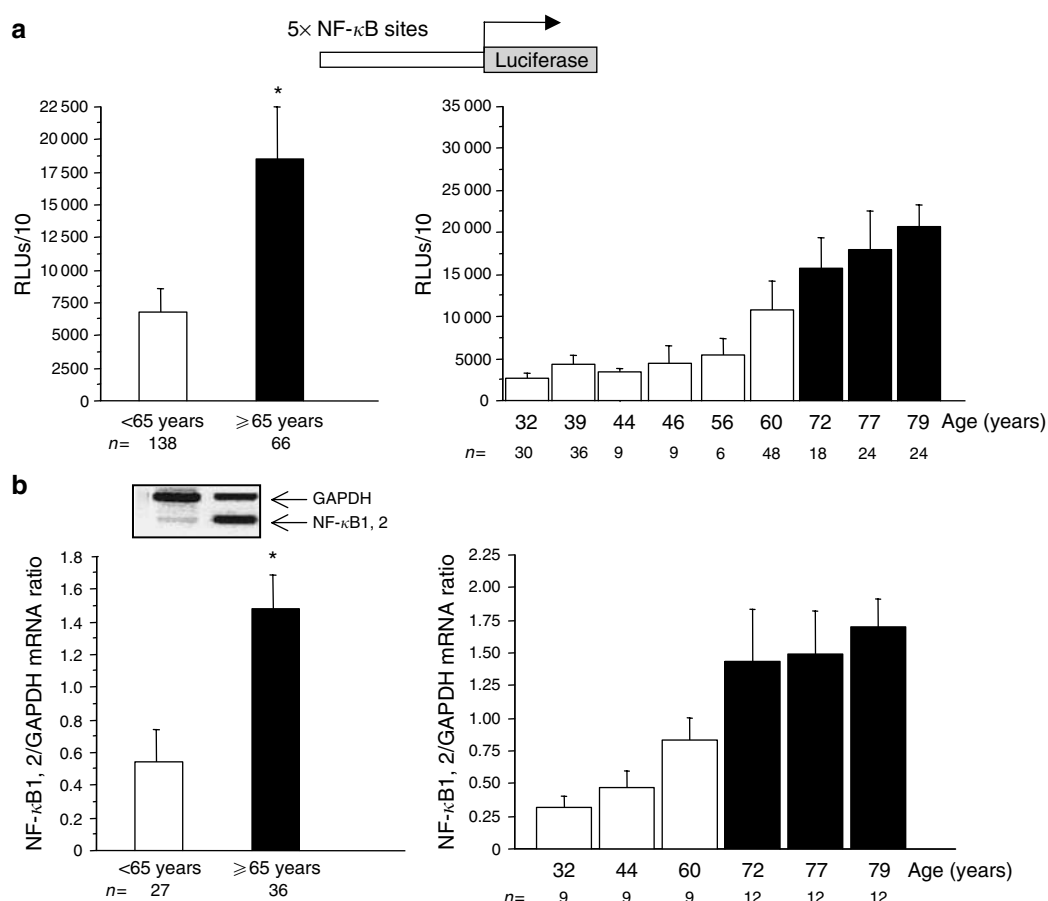 a
5× NF-κB sites
Luciferase
RLUs/10
22 500
20 000
17 500
15 000
12 500
10 000
7500
5000
2500
0
*
<65 years
⩾65 years
n= 138 66
RLUs/10
35 000
30 000
25 000
20 000
15 000
10 000
5000
0
32 39 44 46 56 60 72 77 79 Age (years)
n= 30 36 9 9 6 48 18 24 24
b
GAPDH
NF-κB1, 2
NF-κB1, 2/GAPDH mRNA ratio
1.8
1.6
1.4
1.2
1.0
0.8
0.6
0.4
0.2
0
*
<65 years
⩾65 years
n= 27 36
NF-κB1, 2/GAPDH mRNA ratio
2.25
2.00
1.75
1.50
1.25
1.00
0.75
0.50
0.25
0
32 44 60 72 77 79 Age (years)
n= 9 9 9 12 12 12